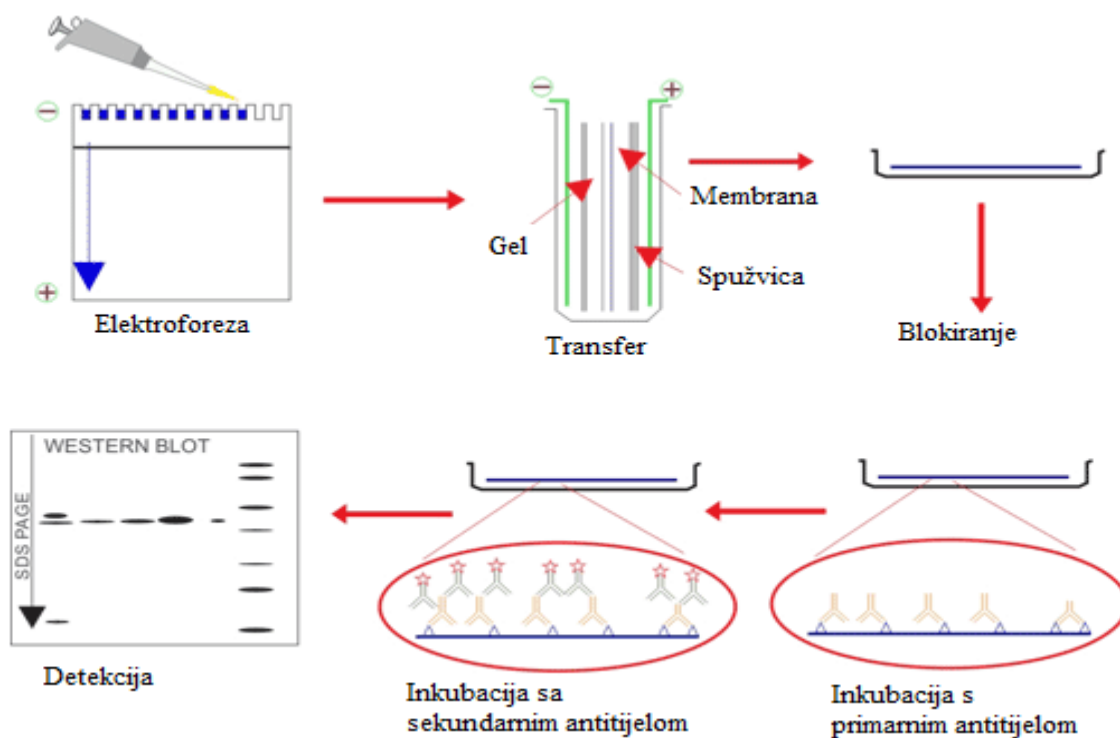 Elektroforeza
Gel
Membrana
Spužvica
Transfer
Blokiranje
WESTERN BLOT
SDS PAGE
Detekcija
Inkubacija sa
sekundarnim antitijelom
Inkubacija s
primarnim antitijelom